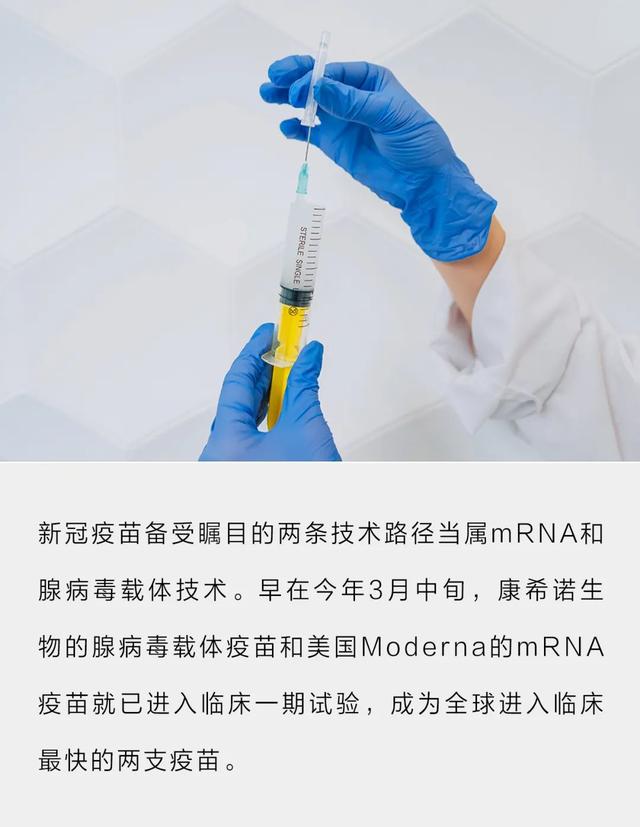 STERILE SINGLE
新冠疫苗备受瞩目的两条技术路径当属mRNA和
腺病毒载体技术。早在今年3月中旬，康希诺生
物的腺病毒载体疫苗和美国Moderna的mRNA
疫苗就已进入临床一期试验，成为全球进入临床
最快的两支疫苗。